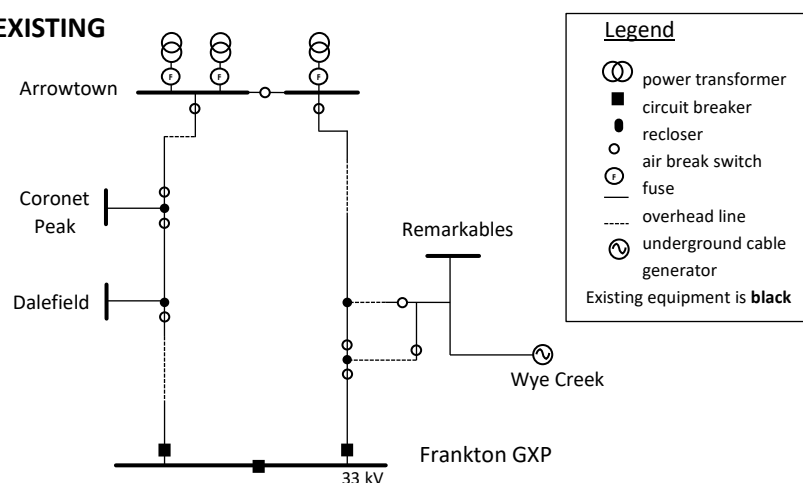 EXISTING
Arrowtown
F
F
F
Coronet
Peak
Dalefield
Remarkables
Wye Creek
Frankton GXP
33 kV
Legend
power transformer
circuit breaker
recloser
air break switch
F
fuse
overhead line
underground cable
generator
Existing equipment is black